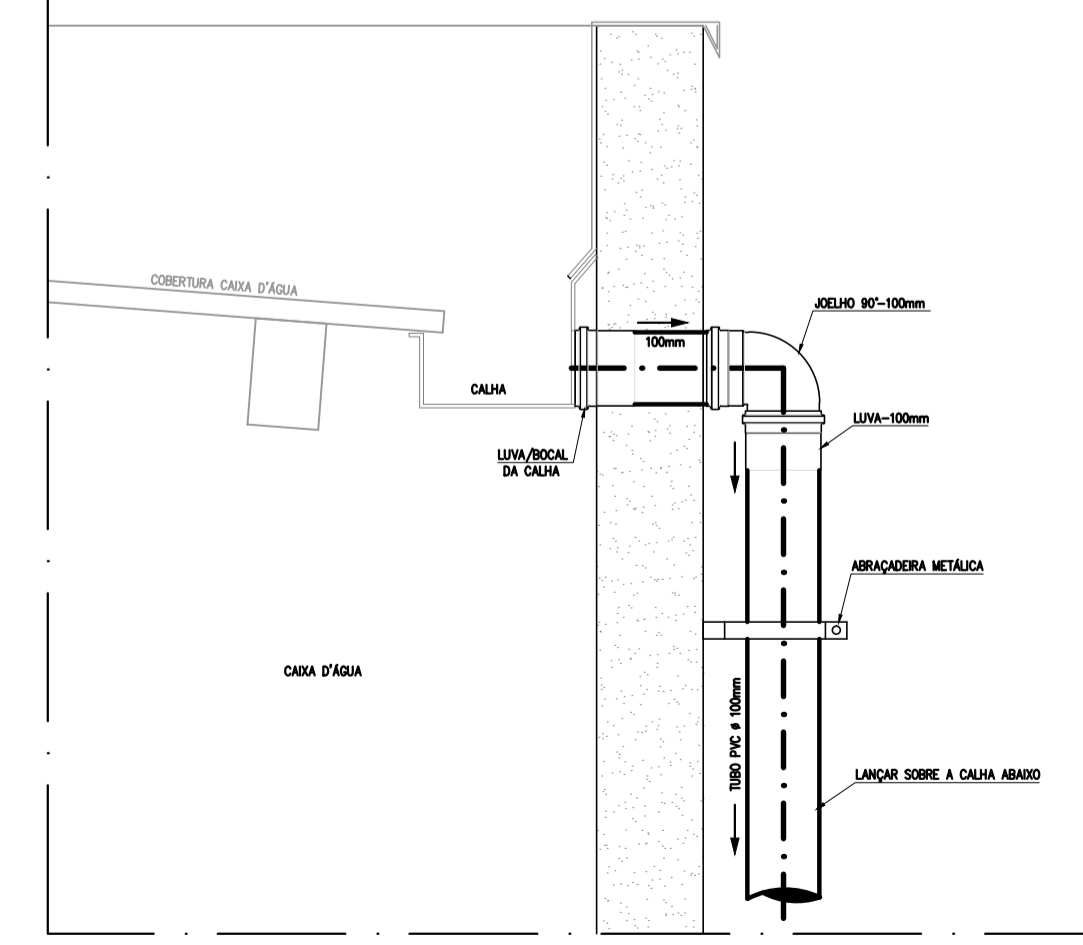 COBERTURA CAIXA D'ÁGUA
JOELHO 90°-100mm
100mm
CALHA
LUVA-100mm
LUVA/BOCAL
DA CALHA
ABRAÇADEIRA METÁLICA
CAIXA D'ÁGUA
TUBO PVC ø 100mm
LANÇAR SOBRE A CALHA ABAIXO